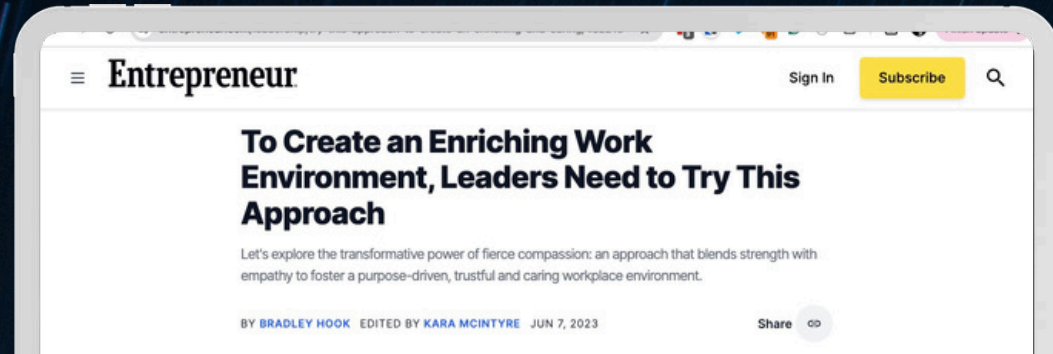 Entrepreneur
Sign In
Subscribe
To Create an Enriching Work
Environment, Leaders Need to Try This
Approach
Let's explore the transformative power of fierce compassion: an approach that blends strength with
empathy to foster a purpose-driven, trustful and caring workplace environment.
BY BRADLEY HOOK EDITED BY KARA MCINTYRE JUN 7, 2023
Share